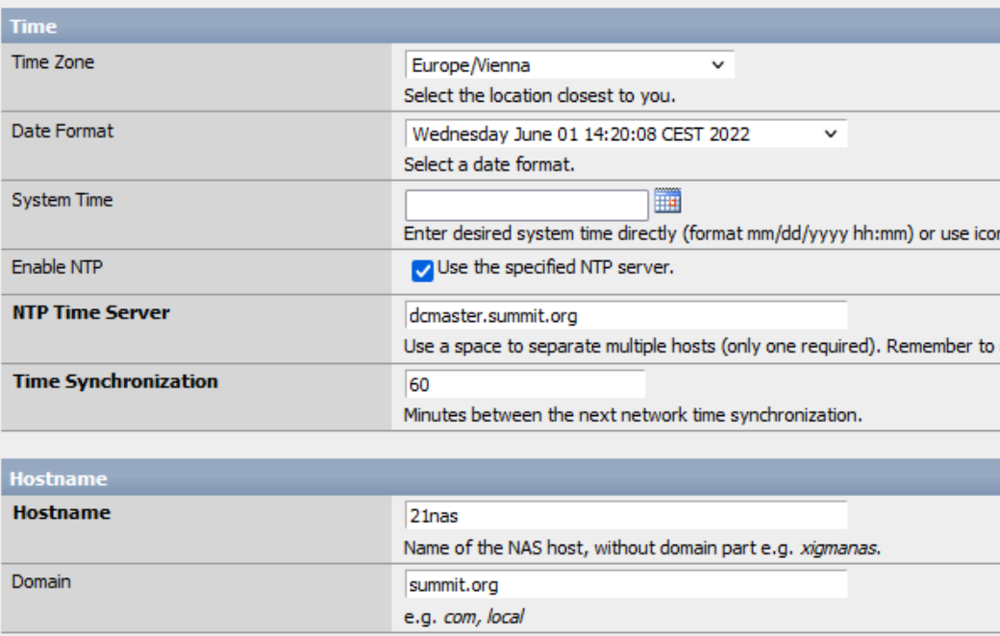 Time
Time Zone
Europe/Vienna
Select the location closest to you.
Date Format
Wednesday June 01 14:20:08 CEST 2022
Select a date format.
System Time
Enter desired system time directly (format mm/dd/yyyy hh:mm) or use
Enable NTP
Use the specified NTP server.
NTP Time Server
dcmaster.summit.org
Use a space to separate multiple hosts (only one required). Remember to
Time Synchronization
60
Minutes between the next network time synchronization.
Hostname
Hostname
21nas
Name of the NAS host, without domain part e.g. xigmanas.
Domain
summit.org
e.g. com, local